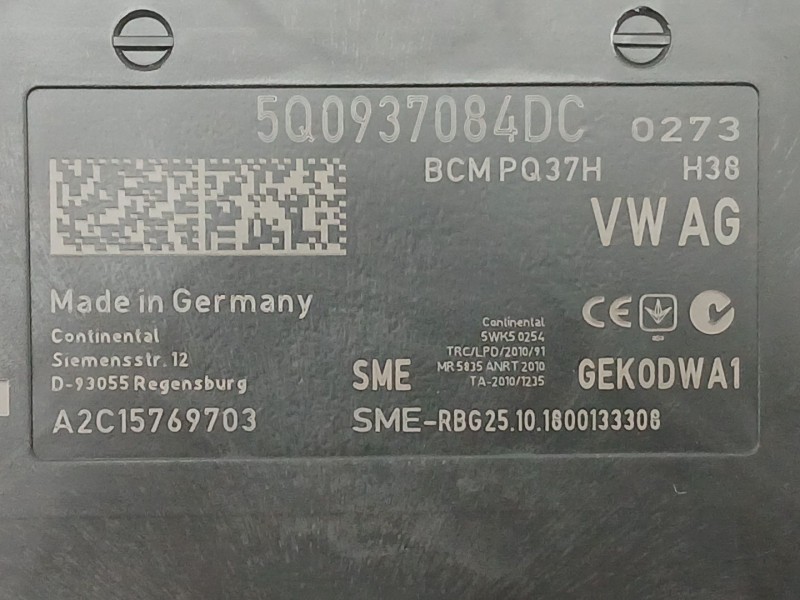 5Q0937084DC 0273
BCM PQ37H H38
VW AG
Made in Germany
Continental
Siemensstr. 12
D-93055 Regensburg
A2C15769703
Continental
5WK5 0254
TRC/LPD/2010/91
MR 5835 ANRT 2010
TA-2010/1235
CE
SME
GEK0DWA1
SME-RBG25.10.1800133308